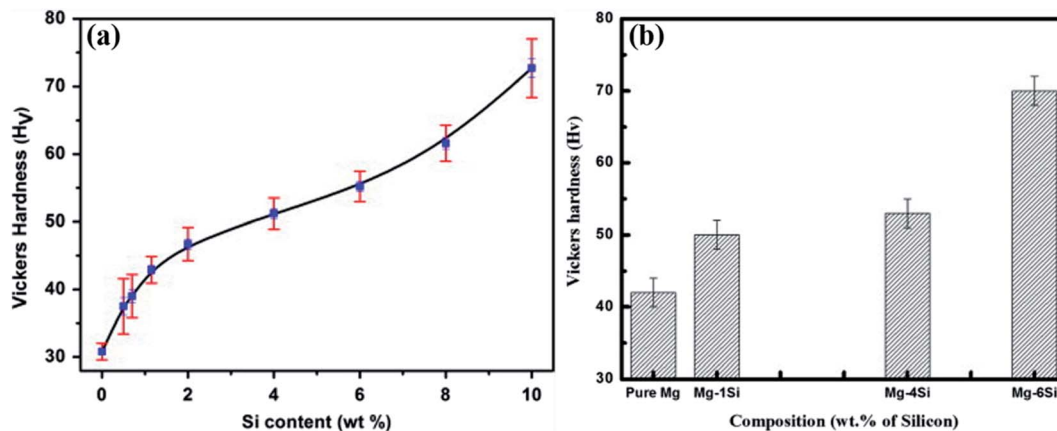 (a)
Vickers Hardness (Hv)
80
70
60
50
40
30
0 2 4 6 8 10
Si content (wt %)
(b)
Vickers hardness (Hv)
80
70
60
50
40
30
Pure Mg Mg-1Si Mg-4Si Mg-6Si
Composition (wt.% of Silicon)